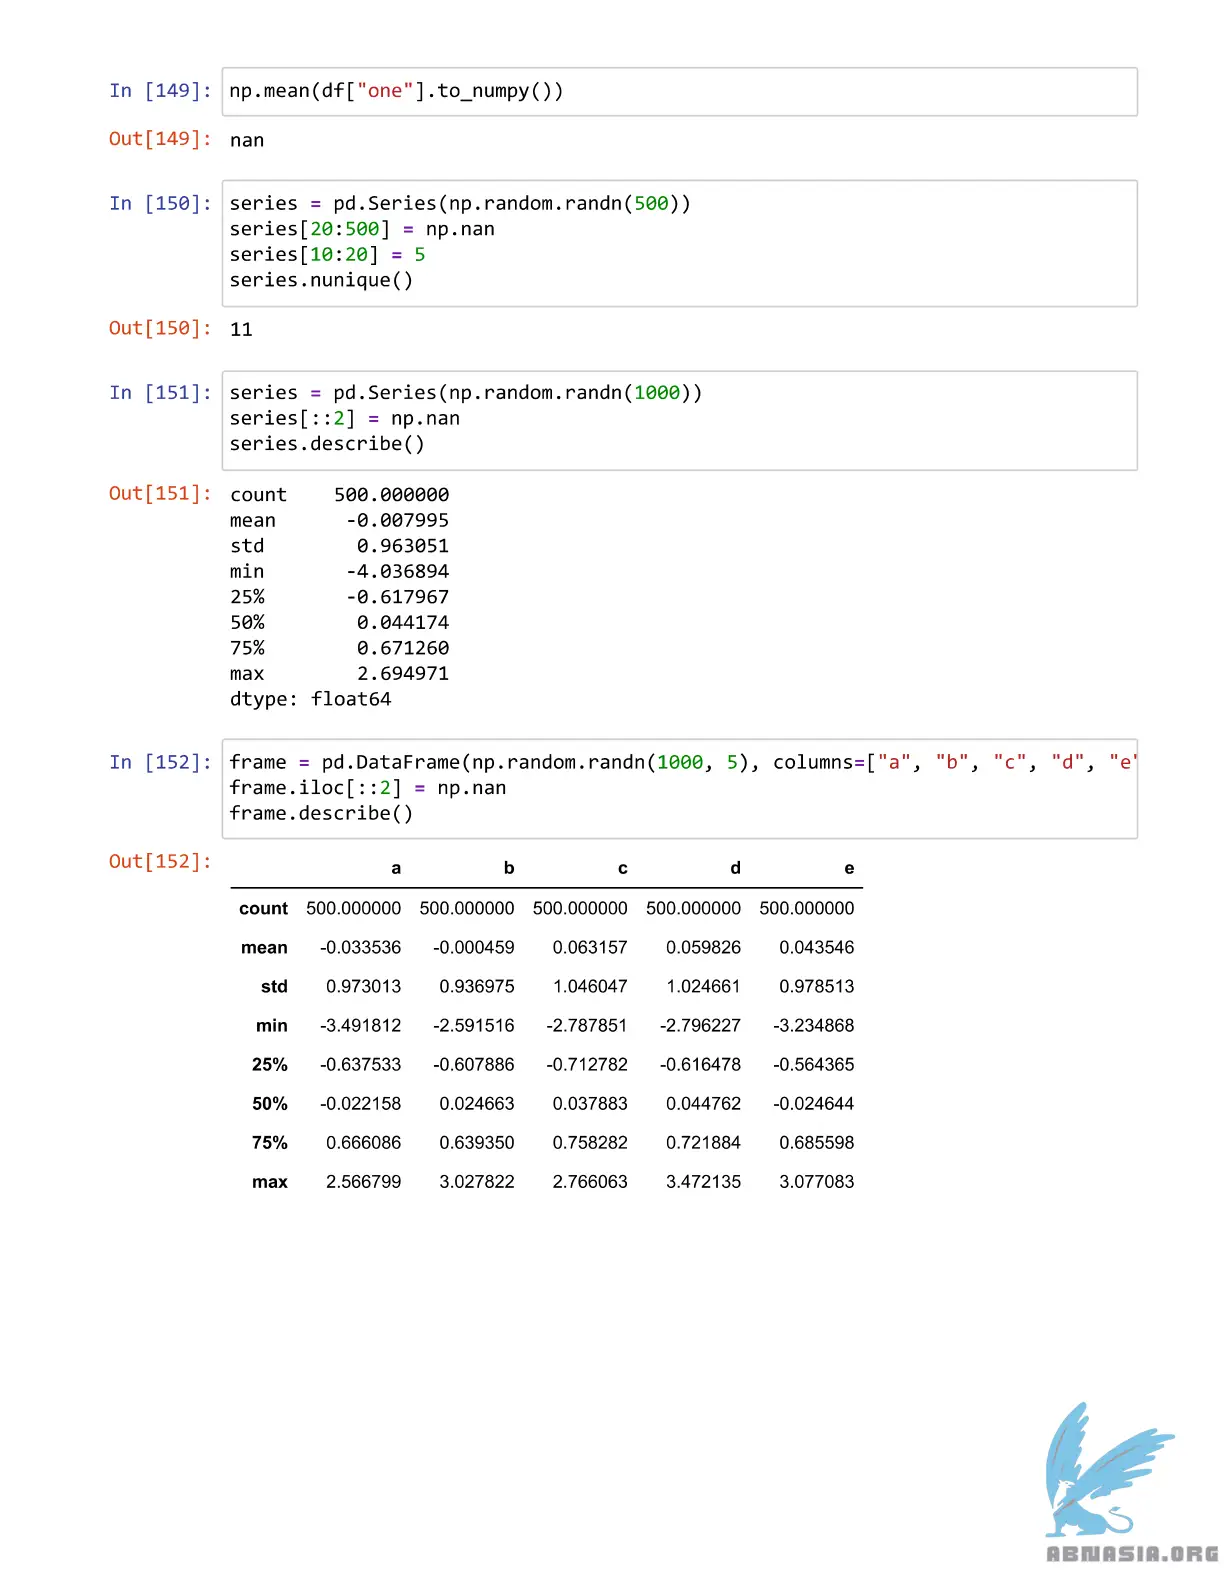 In [149]: np.mean(df["one"].to_numpy())
Out[149]: nan
In [150]: series = pd.Series(np.random.randn(500))
series[20:500] = np.nan
series[10:20] = 5
series.nunique()
Out[150]: 11
In [151]: series = pd.Series(np.random.randn(1000))
series[::2] = np.nan
series.describe()
Out[151]: count 500.000000
mean -0.007995
std 0.963051
min -4.036894
25% -0.617967
50% 0.044174
75% 0.671260
max 2.694971
dtype: float64
In [152]: frame = pd.DataFrame(np.random.randn(1000, 5), columns=["a", "b", "c", "d", "e"
frame.iloc[::2] = np.nan
frame.describe()
Out[152]:
a b c d e
count 500.000000 500.000000 500.000000 500.000000 500.000000
mean -0.033536 -0.000459 0.063157 0.059826 0.043546
std 0.973013 0.936975 1.046047 1.024661 0.978513
min -3.491812 -2.591516 -2.787851 -2.796227 -3.234868
25% -0.637533 -0.607886 -0.712782 -0.616478 -0.564365
50% -0.022158 0.024663 0.037883 0.044762 -0.024644
75% 0.666086 0.639350 0.758282 0.721884 0.685598
max 2.566799 3.027822 2.766063 3.472135 3.077083
ABNASIA.ORG